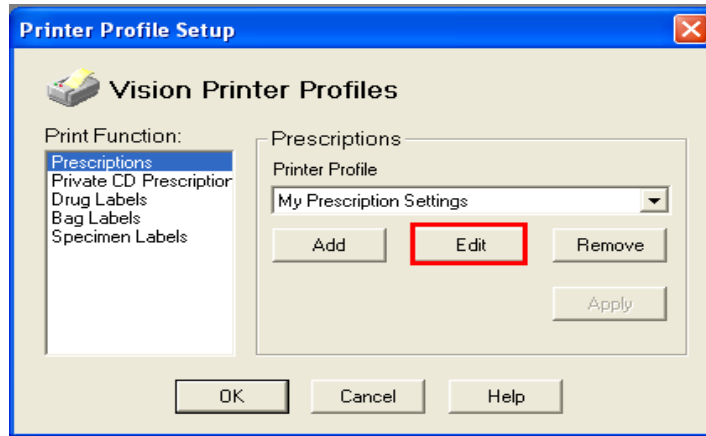 Printer Profile Setup
Vision Printer Profiles
Print Function:
Prescriptions
Private CD Prescription
Drug Labels
Bag Labels
Specimen Labels
Prescriptions
Printer Profile
My Prescription Settings
Add Edit Remove
Apply
OK Cancel Help